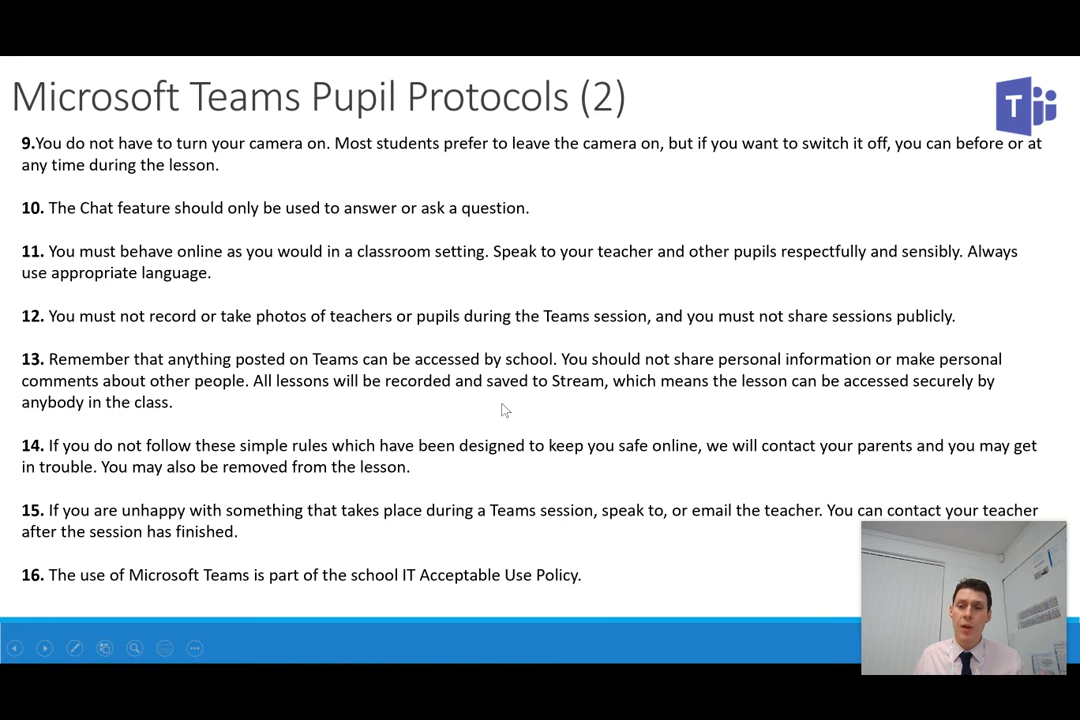 Microsoft Teams Pupil Protocols (2)
T
9.You do not have to turn your camera on. Most students prefer to leave the camera on, but if you want to switch it off, you can before or at
any time during the lesson.
10. The Chat feature should only be used to answer or ask a question.
11. You must behave online as you would in a classroom setting. Speak to your teacher and other pupils respectfully and sensibly. Always
use appropriate language.
12. You must not record or take photos of teachers or pupils during the Teams session, and you must not share sessions publicly.
13. Remember that anything posted on Teams can be accessed by school. You should not share personal information or make personal
comments about other people. All lessons will be recorded and saved to Stream, which means the lesson can be accessed securely by
anybody in the class.
14. If you do not follow these simple rules which have been designed to keep you safe online, we will contact your parents and you may get
in trouble. You may also be removed from the lesson.
15. If you are unhappy with something that takes place during a Teams session, speak to, or email the teacher. You can contact your teacher
after the session has finished.
16. The use of Microsoft Teams is part of the school IT Acceptable Use Policy.